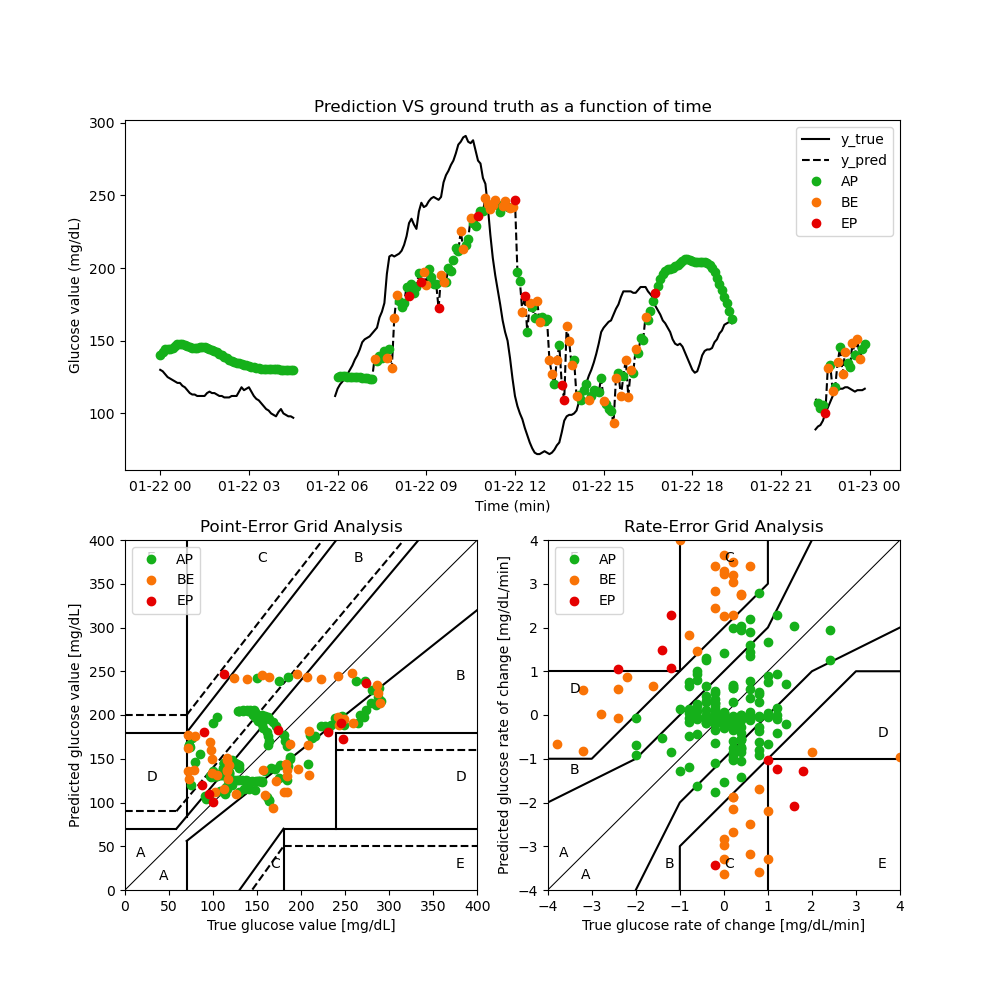 Prediction VS ground truth as a function of time
Glucose value (mg/dL)
300
250
200
150
100
y_true
y_pred
AP
BE
EP
01-22 00 01-22 03 01-22 06 01-22 09 01-22 12 01-22 15 01-22 18 01-22 21 01-23 00
Time (min)
Point-Error Grid Analysis
Predicted glucose value [mg/dL]
400
350
300
250
200
150
100
50
0
AP
BE
EP
C
B
B
D
D
A
A
C
E
0 50 100 150 200 250 300 350 400
True glucose value [mg/dL]
Rate-Error Grid Analysis
Predicted glucose rate of change [mg/dL/min]
4
3
2
1
0
−1
−2
−3
−4
AP
BE
EP
C
D
D
B
A
A
B
C
E
−4 −3 −2 −1 0 1 2 3 4
True glucose rate of change [mg/dL/min]